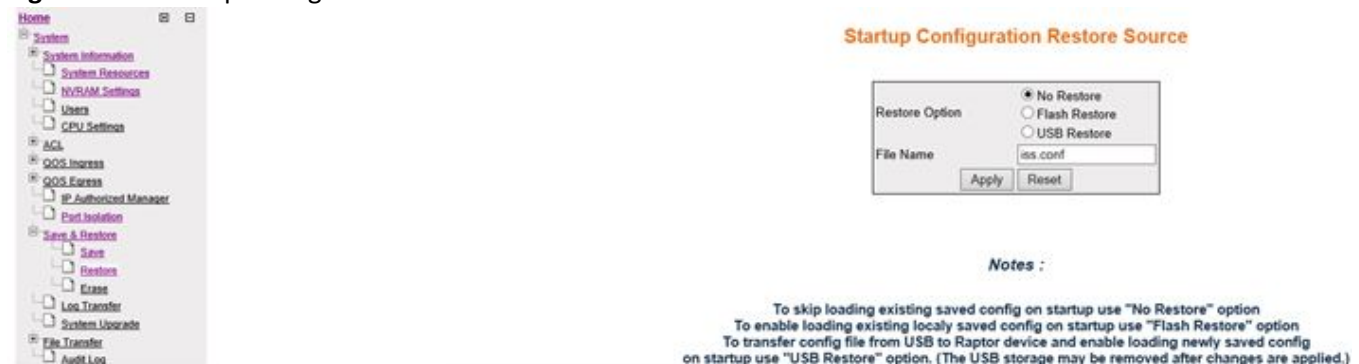 Home
System
System Information
System Resources
NVRAM Settings
Users
CPU Settings
ACL
QOS Ingress
QOS Egress
IP Authorized Manager
Port Isolation
Save & Restore
Save
Restore
Erase
Log Transfer
System Upgrade
File Transfer
Audit Log
Startup Configuration Restore Source
Restore Option
No Restore
Flash Restore
USB Restore
File Name iss.conf
Apply Reset
Notes :
To skip loading existing saved config on startup use "No Restore" option
To enable loading existing localy saved config on startup use "Flash Restore" option
To transfer config file from USB to Raptor device and enable loading newly saved config
on startup use "USB Restore" option. (The USB storage may be removed after changes are applied.)